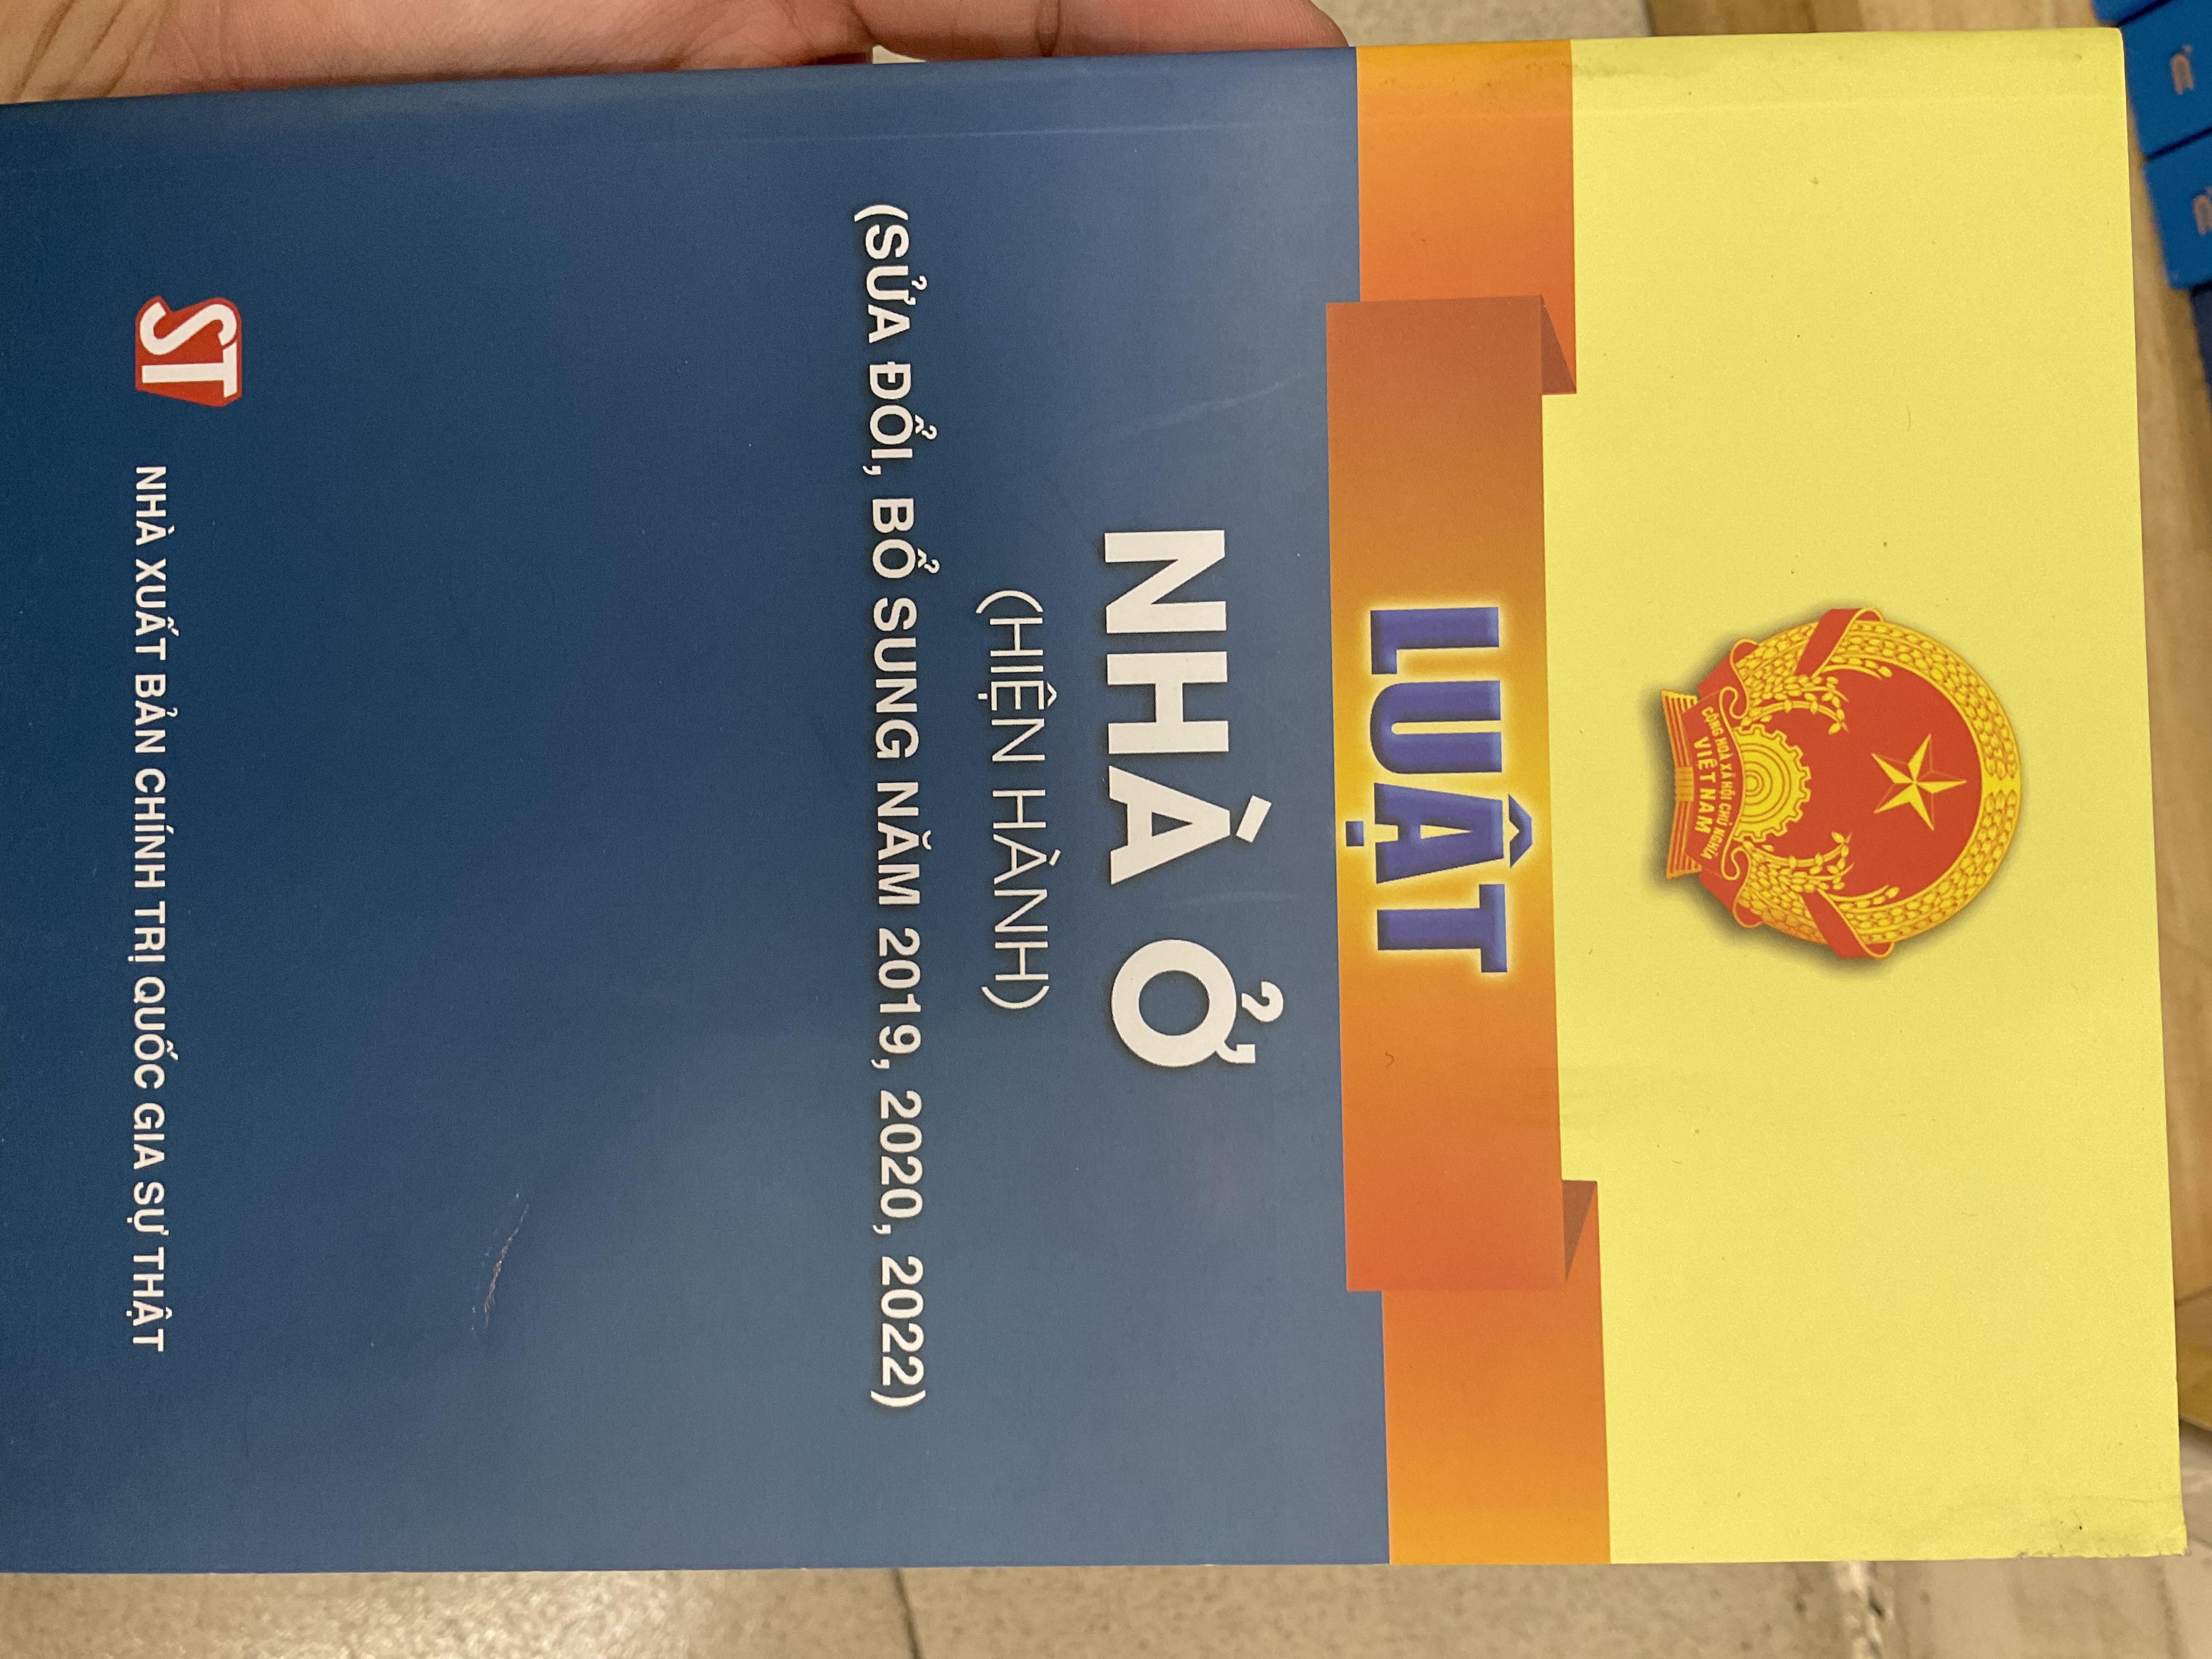 CỘNG HOÀ XÃ HỘI CHỦ NGHĨA
VIỆT NAM
LUẬT
NHÀ Ở
(HIỆN HÀNH)
(SỬA ĐỔI, BỔ SUNG NĂM 2019, 2020, 2022)
ST
NHÀ XUẤT BẢN CHÍNH TRỊ QUỐC GIA SỰ THẬT